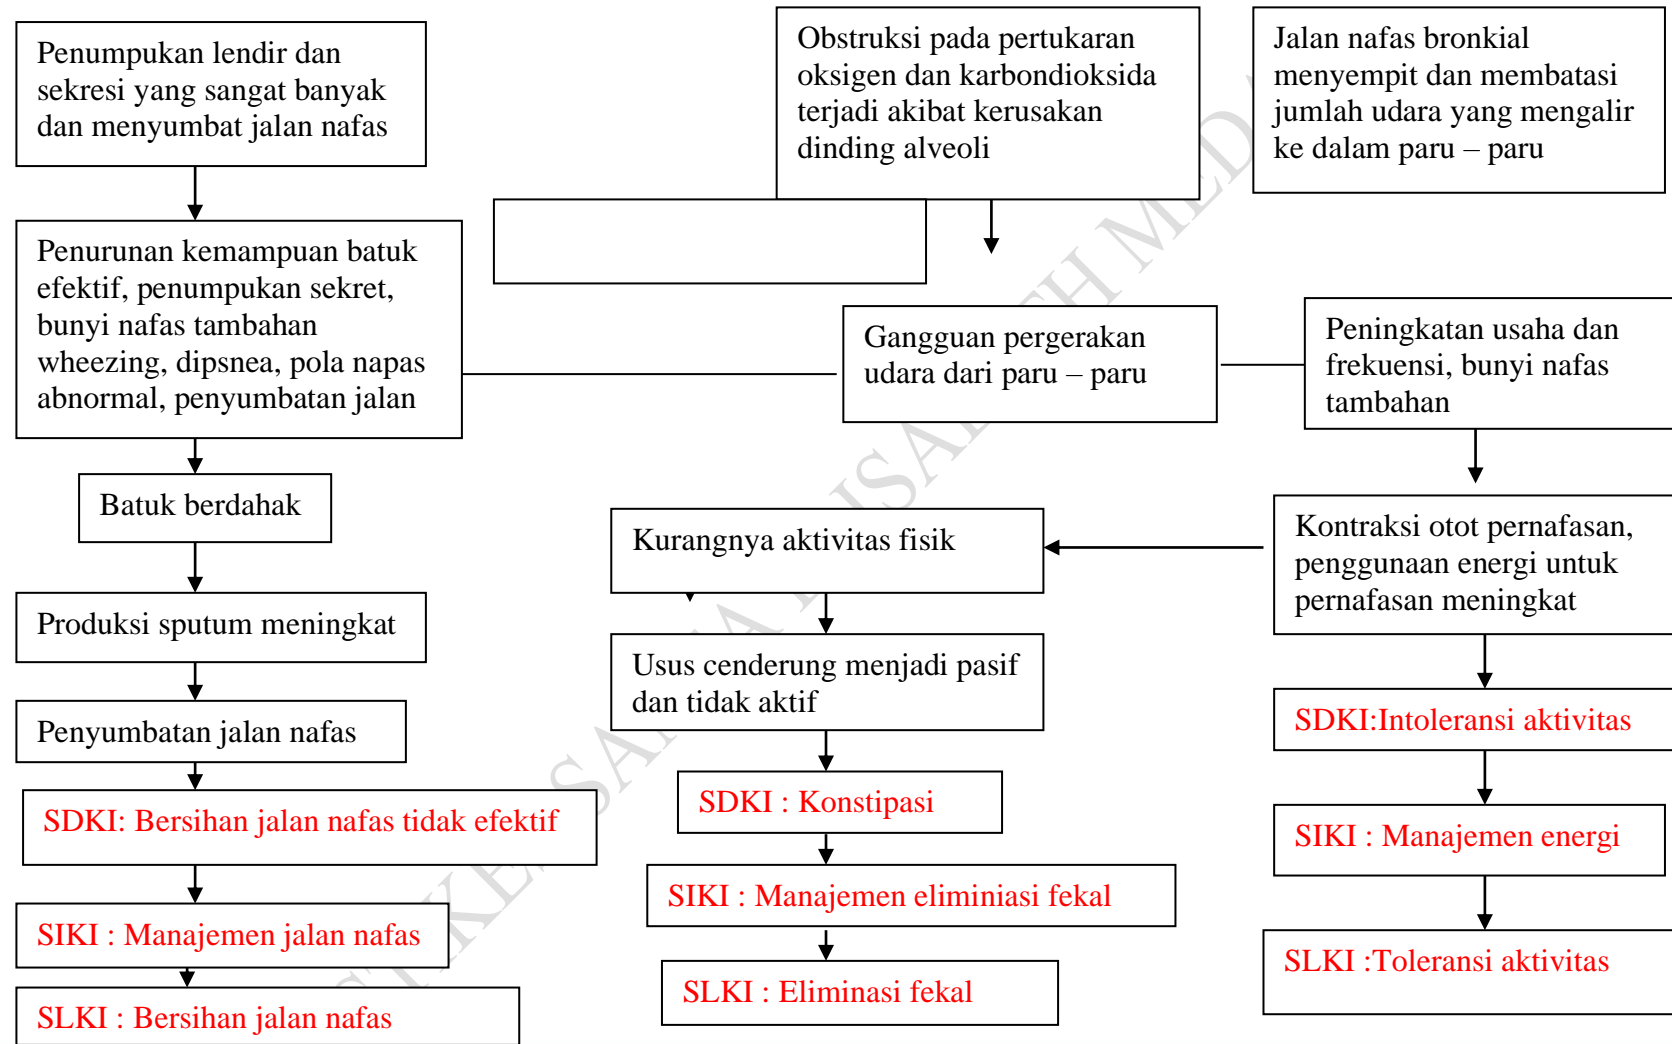 Penumpukan lendir dan
sekresi yang sangat banyak
dan menyumbat jalan nafas
Obstruksi pada pertukaran
oksigen dan karbondioksida
terjadi akibat kerusakan
dinding alveoli
Jalan nafas bronkial
menyempit dan membatasi
jumlah udara yang mengalir
ke dalam paru – paru
Penurunan kemampuan batuk
efektif, penumpukan sekret,
bunyi nafas tambahan
wheezing, dipsnea, pola napas
abnormal, penyumbatan jalan
Gangguan pergerakan
udara dari paru – paru
Peningkatan usaha dan
frekuensi, bunyi nafas
tambahan
Batuk berdahak
Kurangnya aktivitas fisik
Kontraksi otot pernafasan,
penggunaan energi untuk
pernafasan meningkat
Produksi sputum meningkat
Usus cenderung menjadi pasif
dan tidak aktif
Penyumbatan jalan nafas
SDKI:Intoleransi aktivitas
SDKI: Bersihan jalan nafas tidak efektif
SDKI : Konstipasi
SIKI : Manajemen energi
SIKI : Manajemen jalan nafas
SIKI : Manajemen eliminiasi fekal
SLKI :Toleransi aktivitas
SLKI : Bersihan jalan nafas
SLKI : Eliminasi fekal